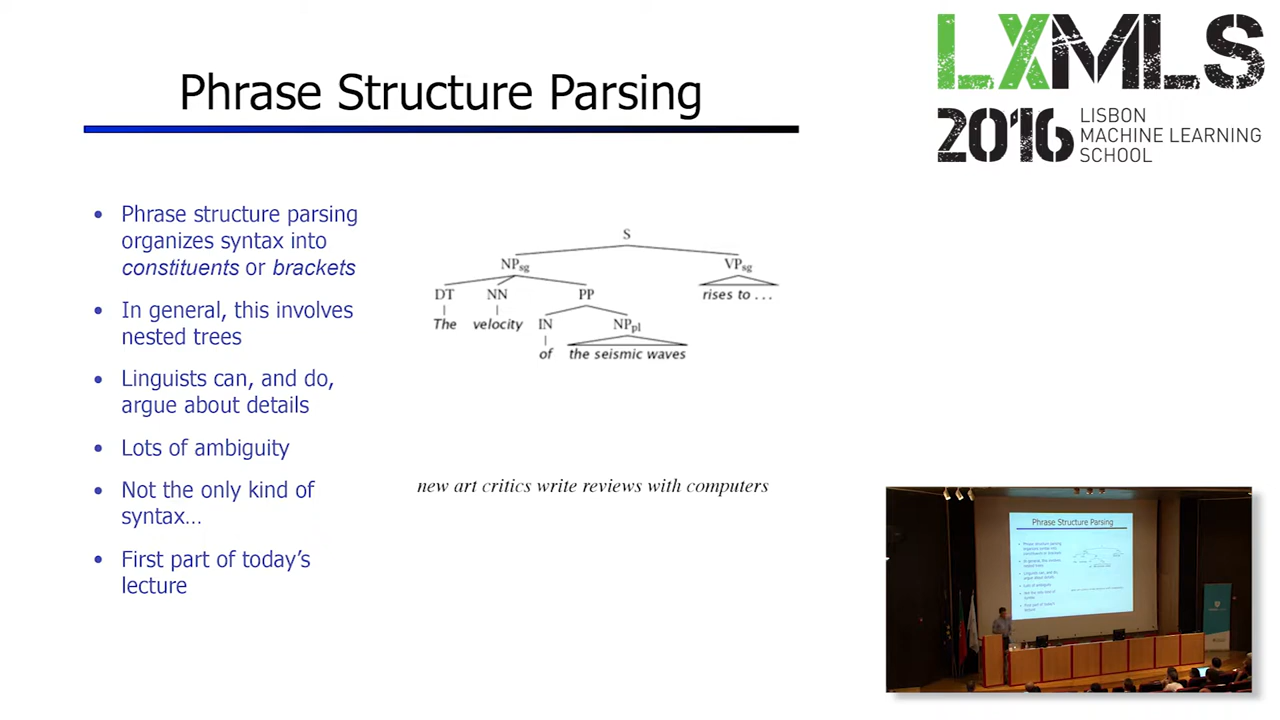 Phrase Structure Parsing
LXMLS
2016
LISBON
MACHINE LEARNING
SCHOOL
• Phrase structure parsing
organizes syntax into
constituents or brackets
• In general, this involves
nested trees
• Linguists can, and do,
argue about details
• Lots of ambiguity
• Not the only kind of
syntax…
• First part of today’s
lecture
S
NPsg VPsg
DT NN PP rises to . . .
The velocity IN NPpl
of the seismic waves
new art critics write reviews with computers
Phrase Structure Parsing